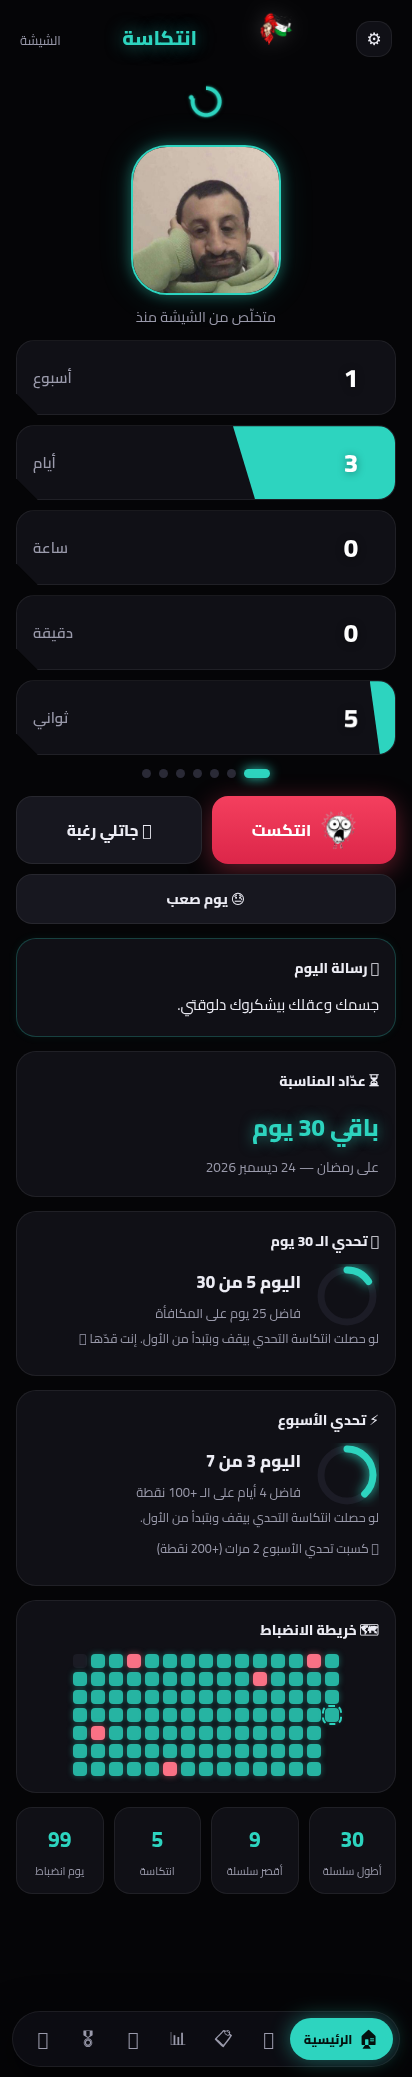 انتكاسة
الشيشة
متخلّص من الشيشة منذ
1 أسبوع
3 أيام
0 ساعة
0 دقيقة
5 ثواني
انتكست
جاتلي رغبة
يوم صعب
رسالة اليوم
جسمك وعقلك بيشكروك دلوقتي.
⏳ عدّاد المناسبة
باقي 30 يوم
على رمضان — 24 ديسمبر 2026
تحدي الـ 30 يوم
اليوم 5 من 30
فاضل 25 يوم على المكافأة
لو حصلت انتكاسة التحدي بيقف وبتبدأ من الأول. إنت قدّها
⚡ تحدي الأسبوع
اليوم 3 من 7
فاضل 4 أيام على الـ +100 نقطة
لو حصلت انتكاسة التحدي بيقف وبتبدأ من الأول.
كسبت تحدي الأسبوع 2 مرات (+200 نقطة)
🗺 خريطة الانضباط
30
أطول سلسلة
9
أقصر سلسلة
5
انتكاسة
99
يوم انضباط
الرئيسية